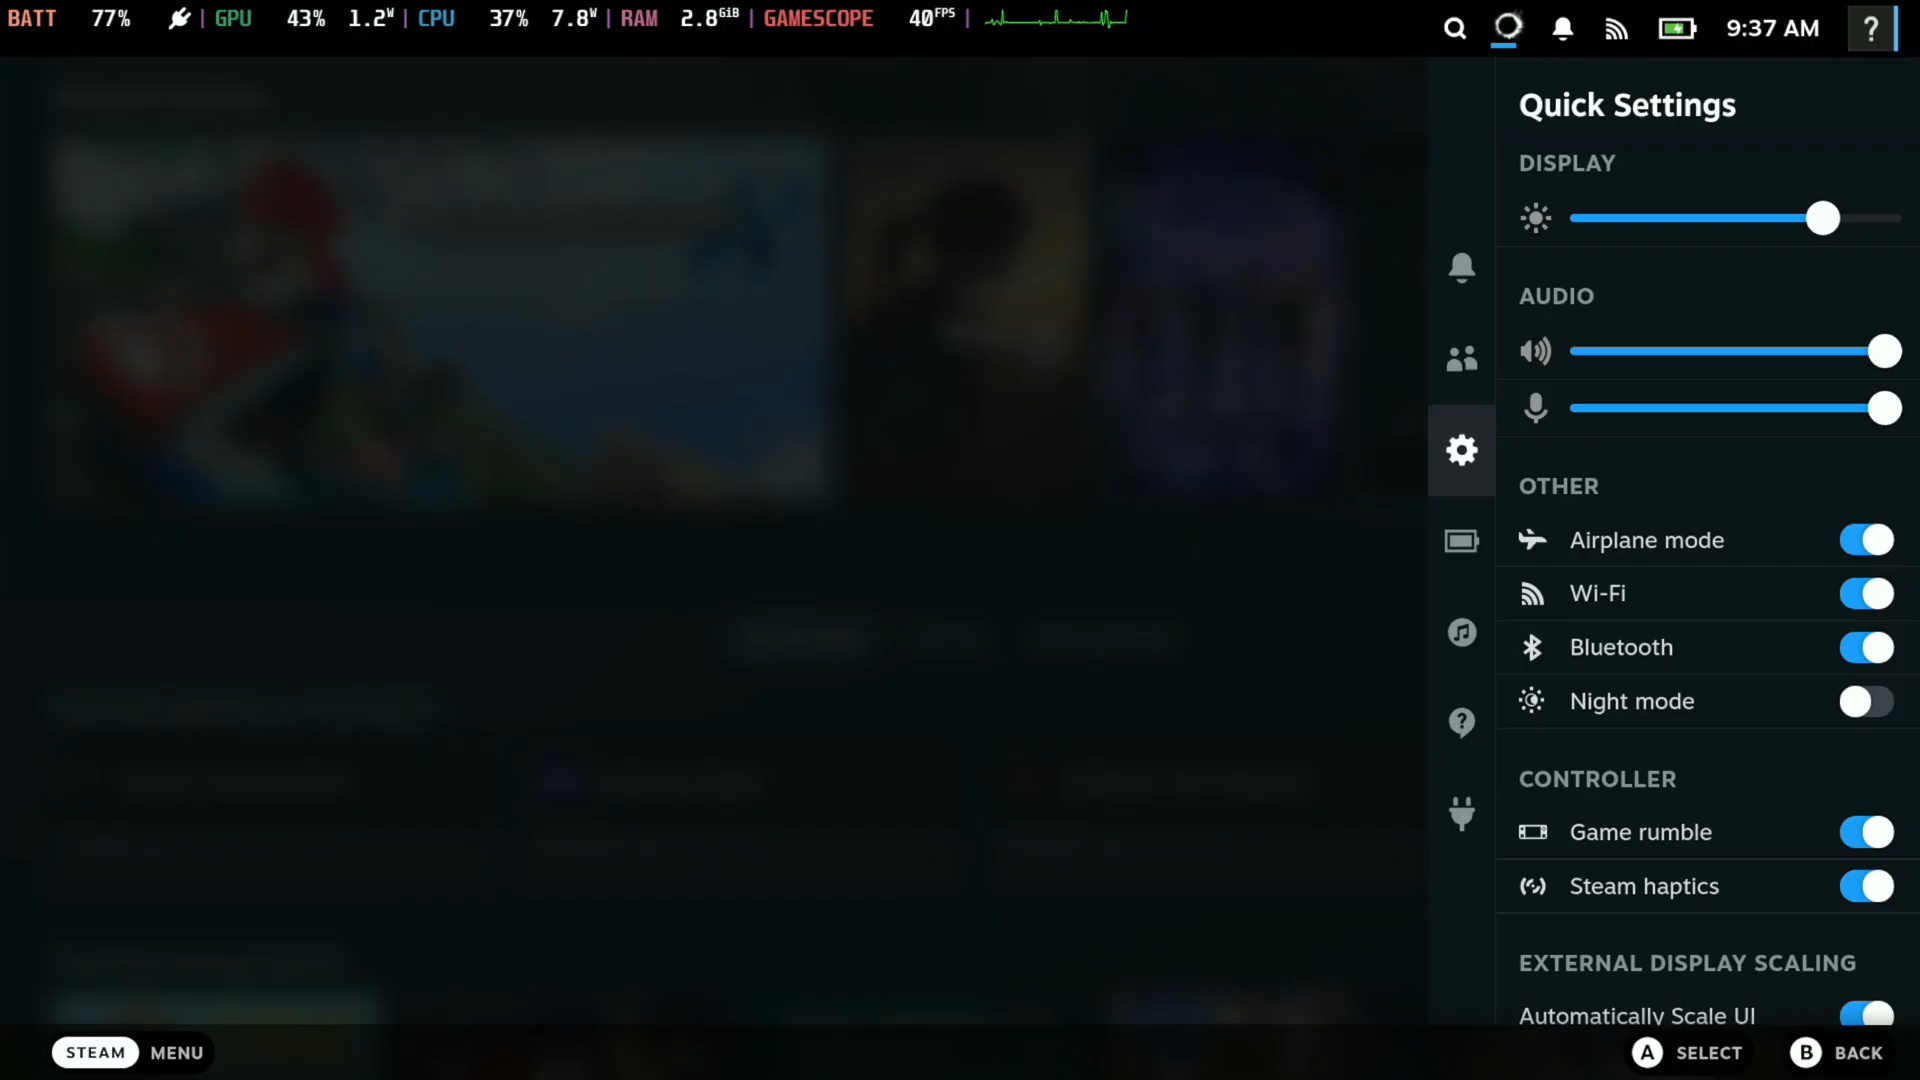 BATT 77% | GPU 43% 1.2W | CPU 37% 7.8W | RAM 2.8GiB | GAMESCOPE 40FPS |
9:37 AM ?
Quick Settings
DISPLAY
AUDIO
OTHER
Airplane mode
Wi-Fi
Bluetooth
Night mode
CONTROLLER
Game rumble
Steam haptics
EXTERNAL DISPLAY SCALING
Automatically Scale UI
STEAM MENU
A SELECT B BACK